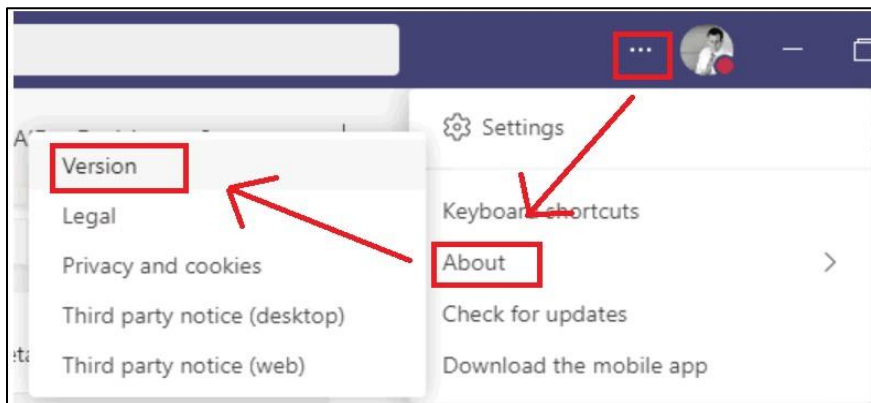 ...
Settings
Keyboard shortcuts
About
Check for updates
Download the mobile app
Version
Legal
Privacy and cookies
Third party notice (desktop)
Third party notice (web)